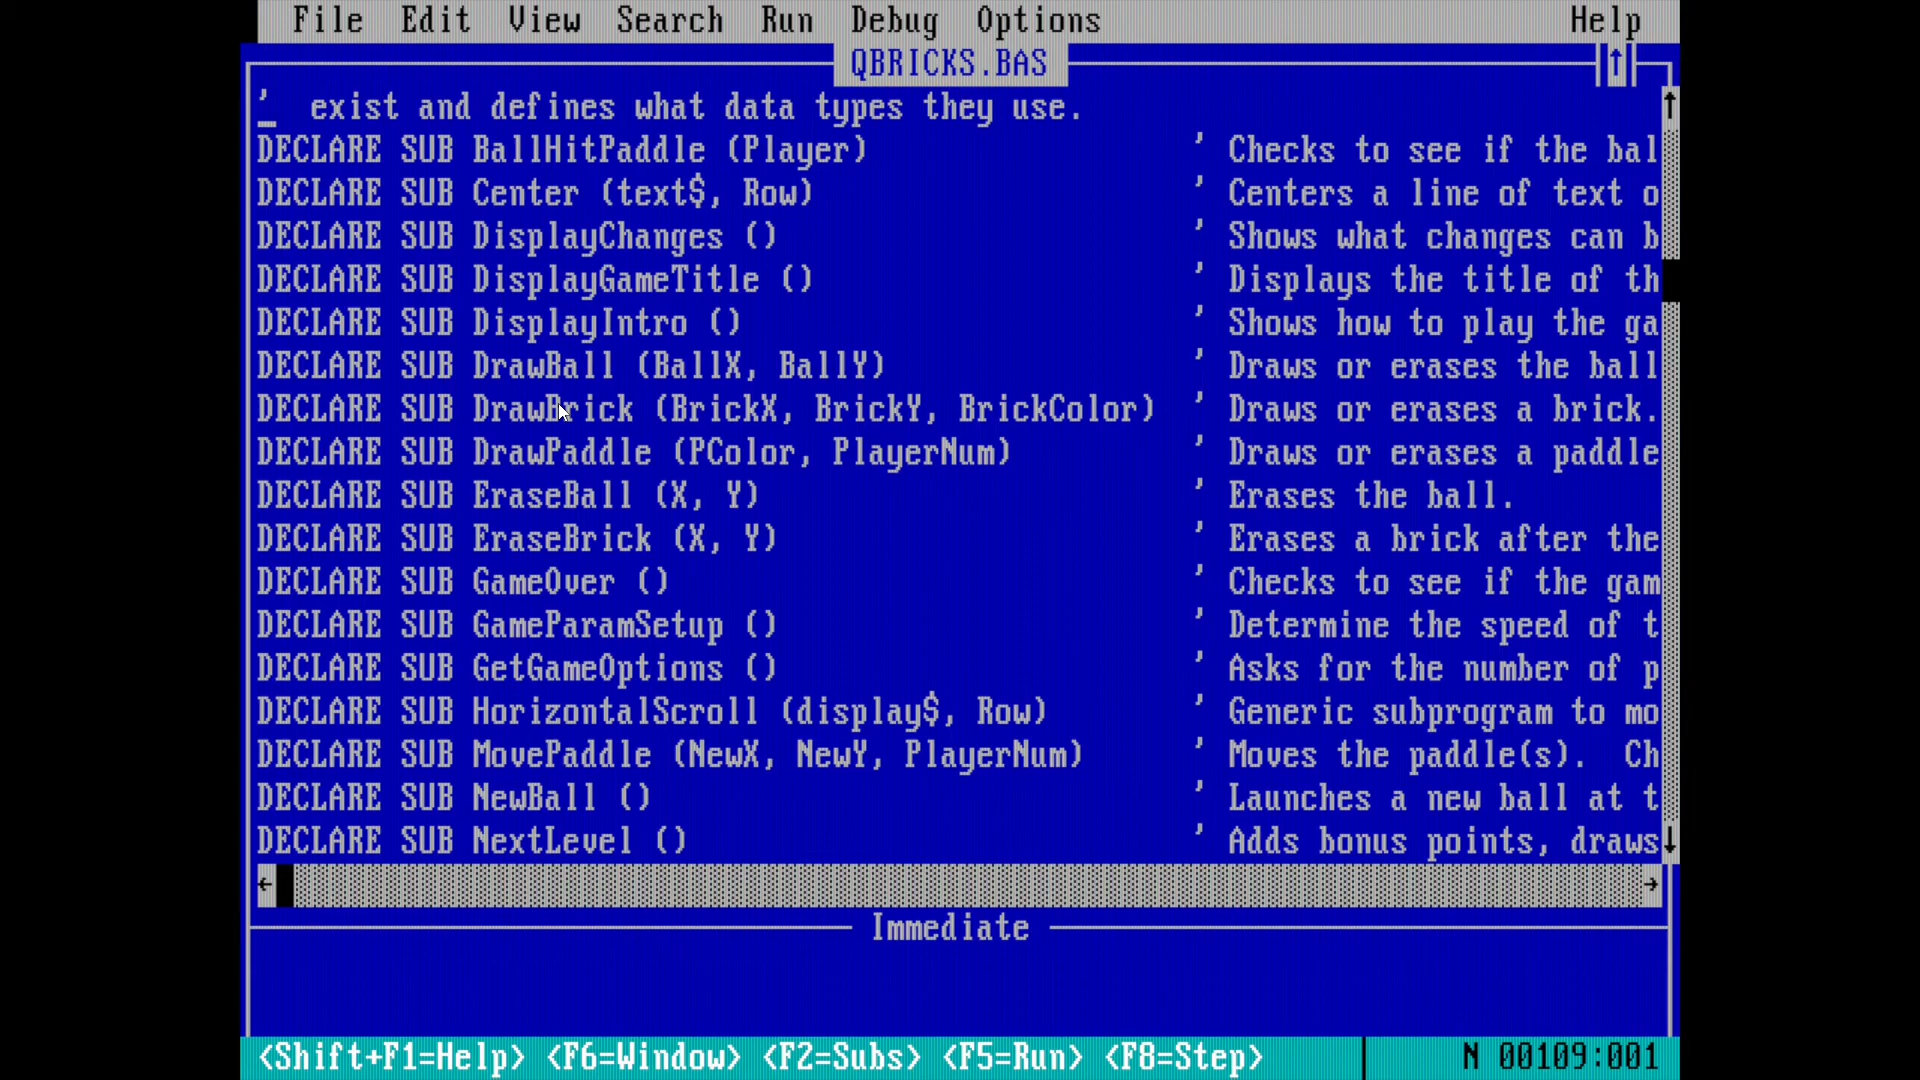 File Edit View Search Run Debug Options Help
QBRICKS.BAS
' exist and defines what data types they use.
DECLARE SUB BallHitPaddle (Player) ' Checks to see if the bal
DECLARE SUB Center (text$, Row) ' Centers a line of text o
DECLARE SUB DisplayChanges () ' Shows what changes can b
DECLARE SUB DisplayGameTitle () ' Displays the title of th
DECLARE SUB DisplayIntro () ' Shows how to play the ga
DECLARE SUB DrawBall (BallX, BallY) ' Draws or erases the ball
DECLARE SUB DrawBrick (BrickX, BrickY, BrickColor) ' Draws or erases a brick.
DECLARE SUB DrawPaddle (PColor, PlayerNum) ' Draws or erases a paddle
DECLARE SUB EraseBall (X, Y) ' Erases the ball.
DECLARE SUB EraseBrick (X, Y) ' Erases a brick after the
DECLARE SUB GameOver () ' Checks to see if the gam
DECLARE SUB GameParamSetup () ' Determine the speed of t
DECLARE SUB GetGameOptions () ' Asks for the number of p
DECLARE SUB HorizontalScroll (display$, Row) ' Generic subprogram to mo
DECLARE SUB MovePaddle (NewX, NewY, PlayerNum) ' Moves the paddle(s). Ch
DECLARE SUB NewBall () ' Launches a new ball at t
DECLARE SUB NextLevel () ' Adds bonus points, draws
Immediate
<Shift+F1=Help> <F6=Window> <F2=Subs> <F5=Run> <F8=Step> N 00109:001